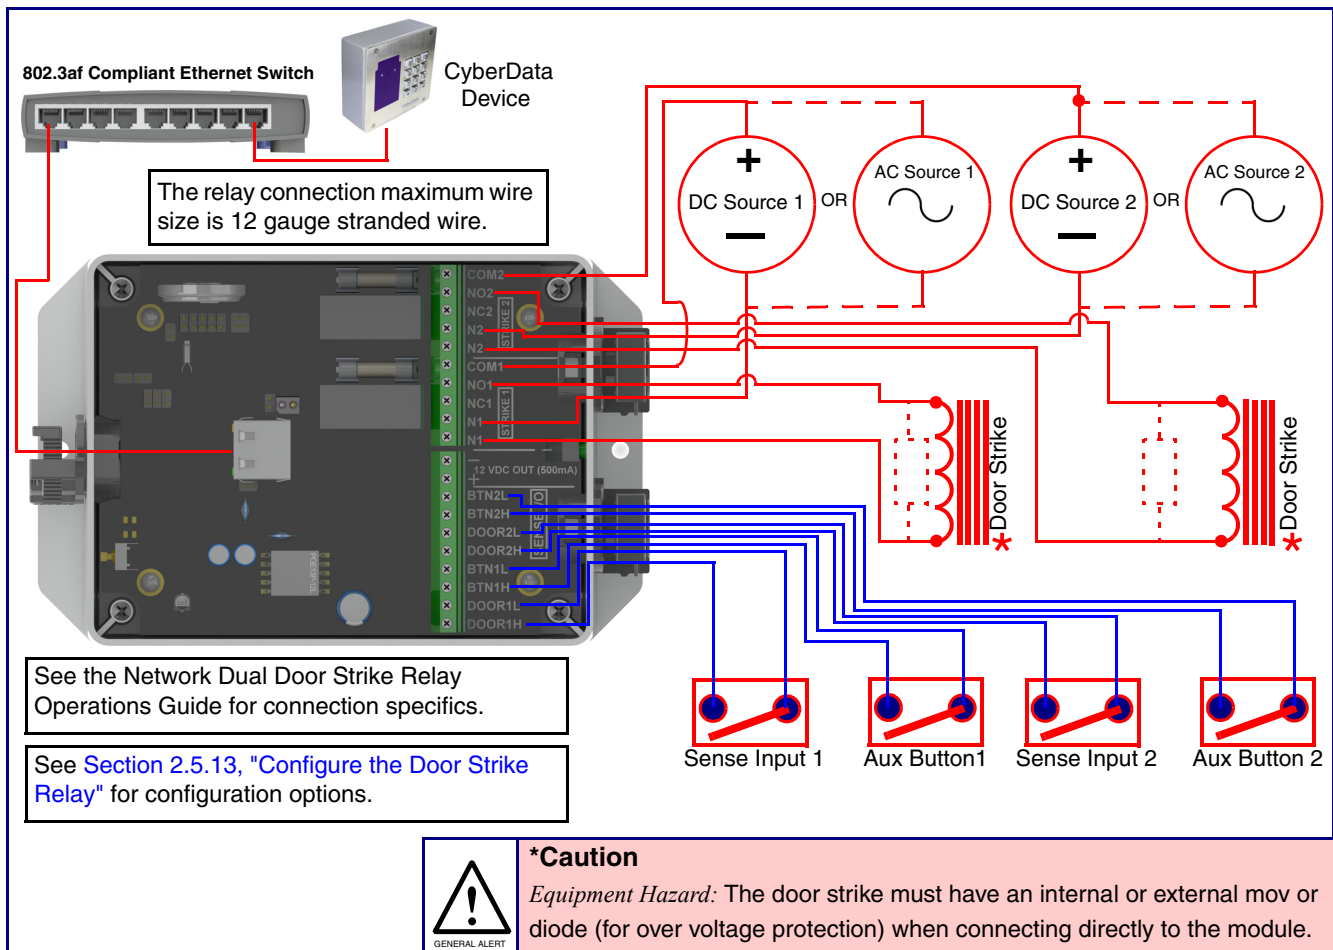 802.3af Compliant Ethernet Switch
CyberData
Device
The relay connection maximum wire
size is 12 gauge stranded wire.
+
DC Source 1
—
OR
AC Source 1
+
DC Source 2
—
OR
AC Source 2
COM2
NO2
NC2
N2
N2
STRIKE 2
COM1
NO1
NC1
N1
N1
STRIKE 1
−
+
12 VDC OUT (500mA)
BTN2L
BTN2H
DOOR2L
DOOR2H
BTN1L
BTN1H
DOOR1L
DOOR1H
SENSE I/O
POE13P-12L
*Door Strike
*Door Strike
Sense Input 1
Aux Button1
Sense Input 2
Aux Button 2
See the Network Dual Door Strike Relay
Operations Guide for connection specifics.
See Section 2.5.13, "Configure the Door Strike
Relay" for configuration options.
GENERAL ALERT
*Caution
Equipment Hazard: The door strike must have an internal or external mov or
diode (for over voltage protection) when connecting directly to the module.